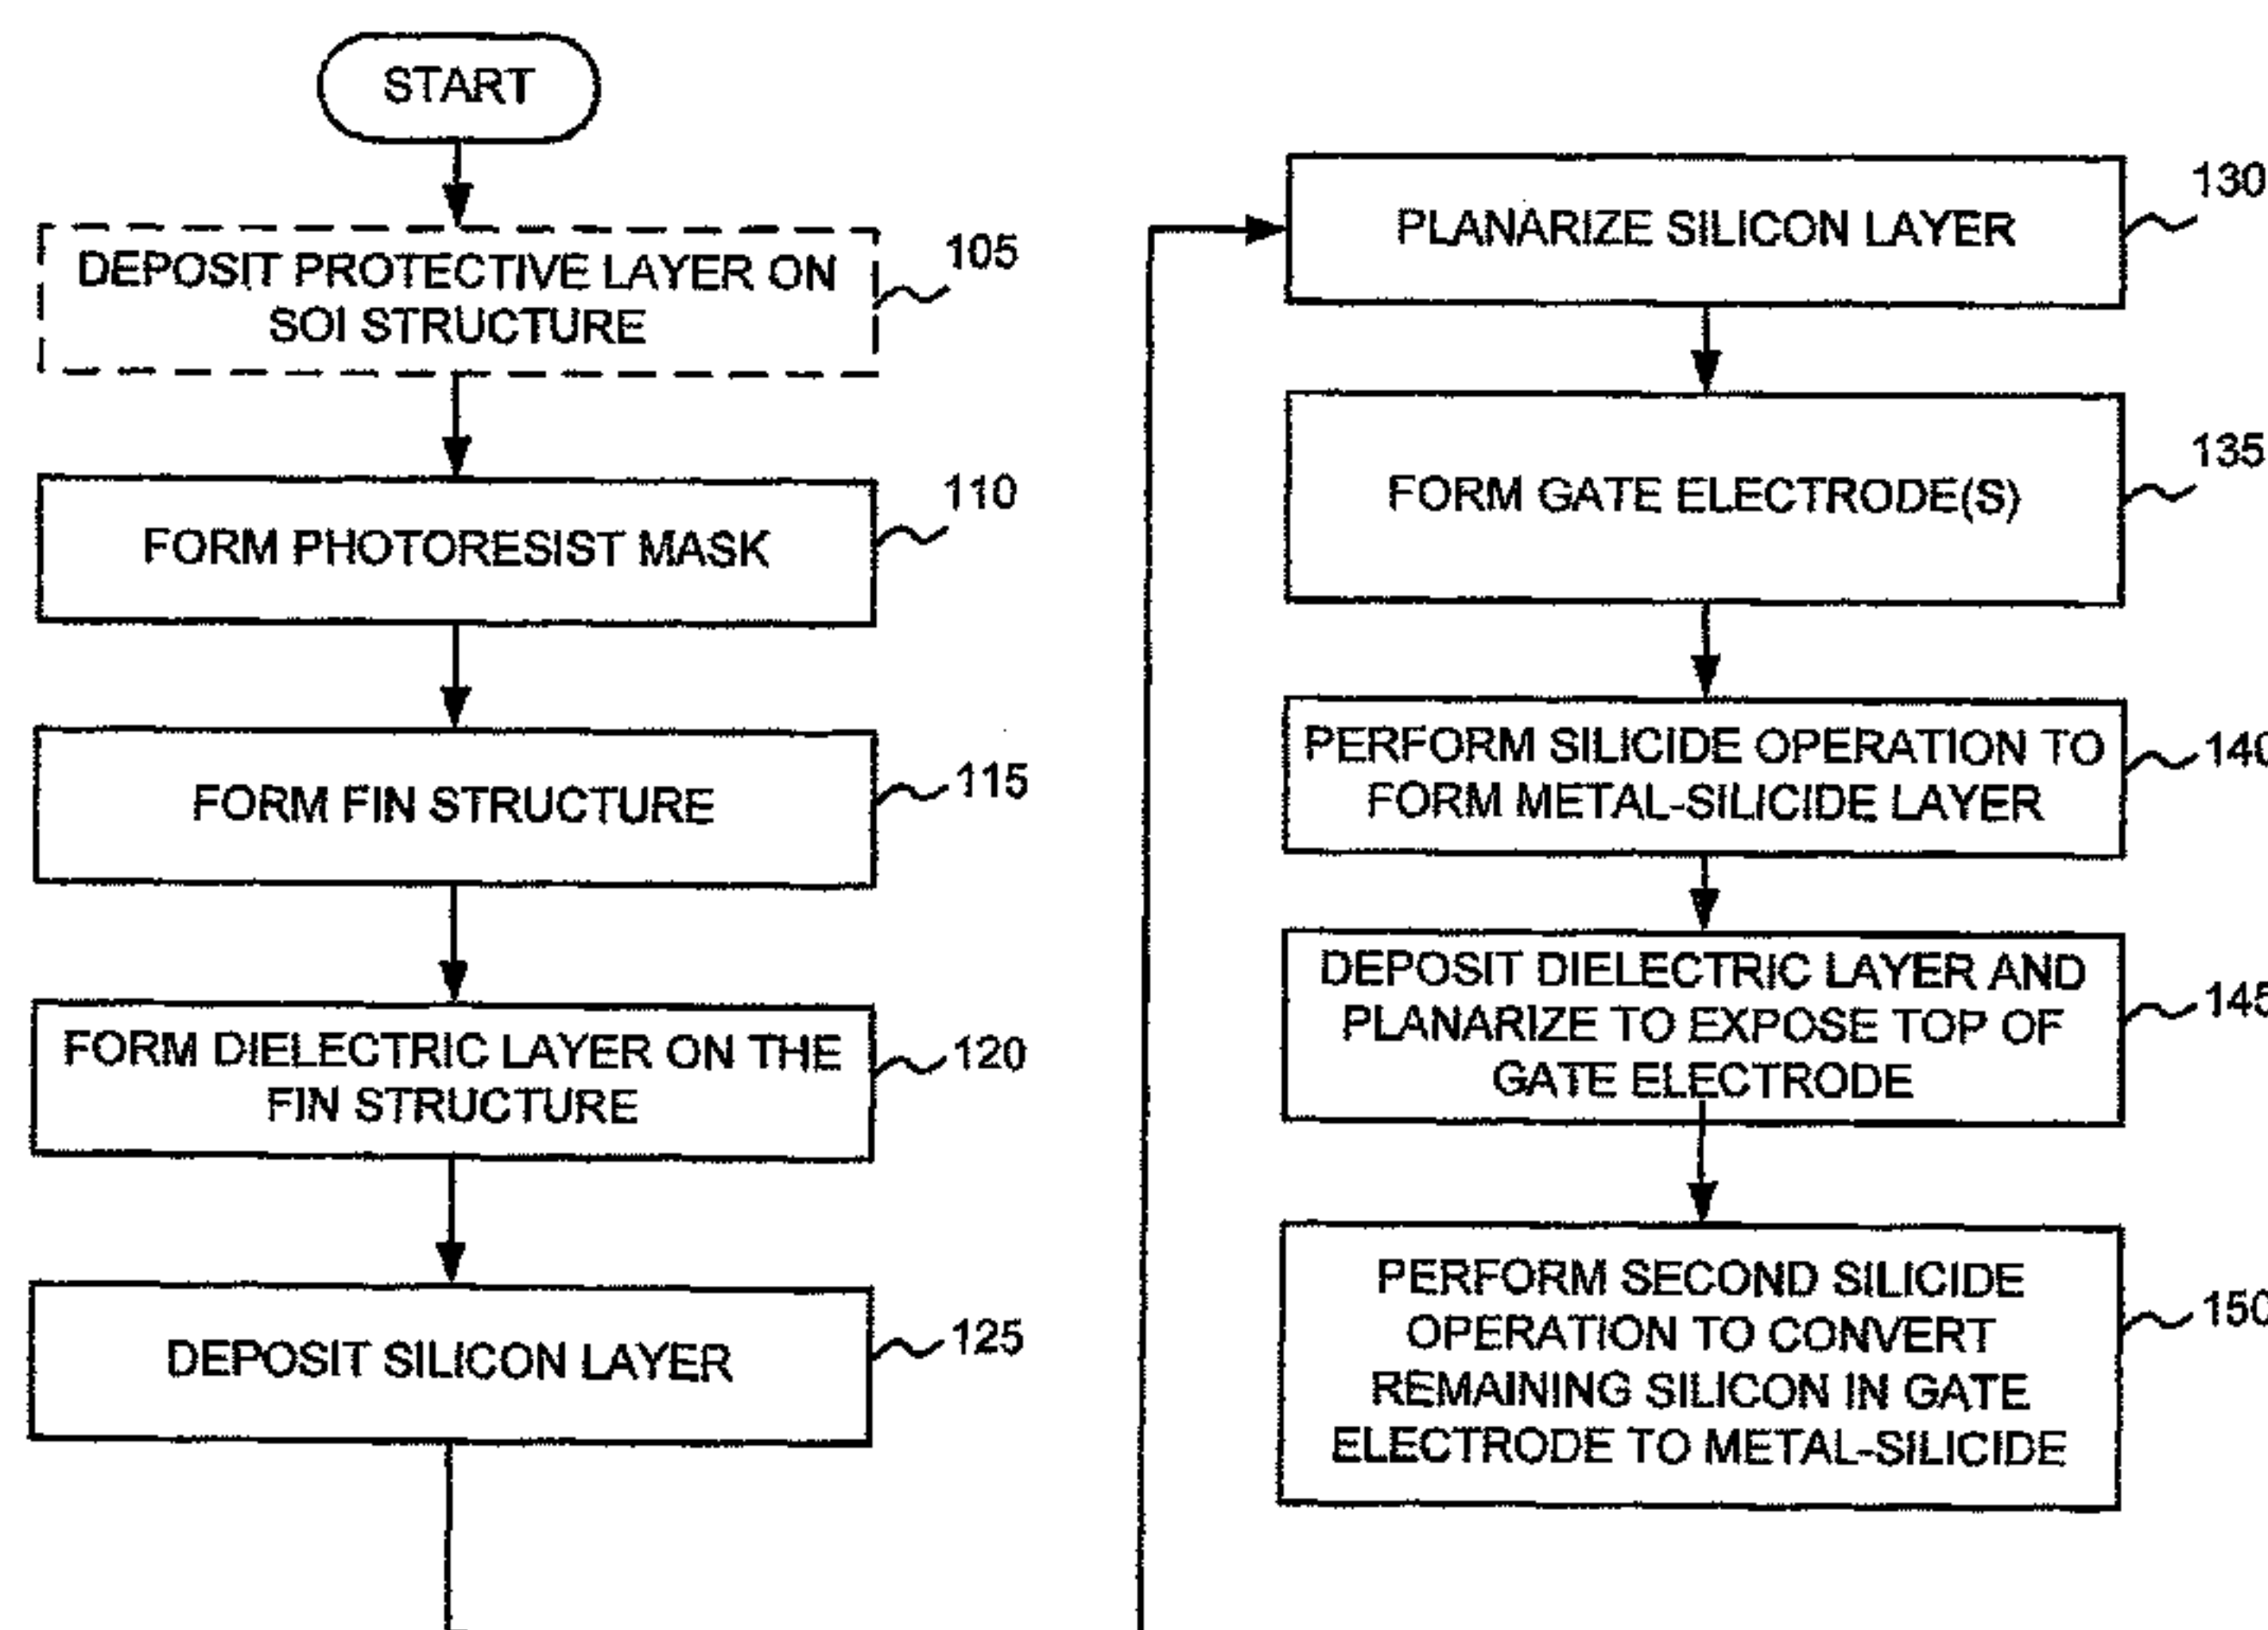 START
DEPOSIT PROTECTIVE LAYER ON
SOI STRUCTURE
105
FORM PHOTORESIST MASK
110
FORM FIN STRUCTURE
115
FORM DIELECTRIC LAYER ON THE
FIN STRUCTURE
120
DEPOSIT SILICON LAYER
125
PLANARIZE SILICON LAYER
130
FORM GATE ELECTRODE(S)
135
PERFORM SILICIDE OPERATION TO
FORM METAL-SILICIDE LAYER
140
DEPOSIT DIELECTRIC LAYER AND
PLANARIZE TO EXPOSE TOP OF
GATE ELECTRODE
145
PERFORM SECOND SILICIDE
OPERATION TO CONVERT
REMAINING SILICON IN GATE
ELECTRODE TO METAL-SILICIDE
150